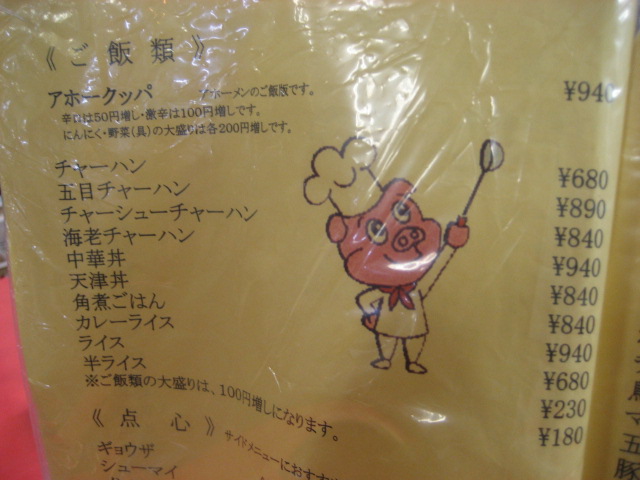 《ご飯類》
アホークッパ アホーメンのご飯版です。 ¥940
辛口は50円増し・激辛は100円増しです。
にんにく・野菜(具)の大盛りは各200円増しです。
チャーハン ¥680
五目チャーハン ¥890
チャーシューチャーハン ¥840
海老チャーハン ¥940
中華丼 ¥840
天津丼 ¥840
角煮ごはん ¥940
カレーライス ¥680
ライス ¥230
半ライス ¥180
※ご飯類の大盛りは、100円増しになります。
《点心》 サイドメニューにおすすめ
ギョウザ
シューマイ
マ
五
豚